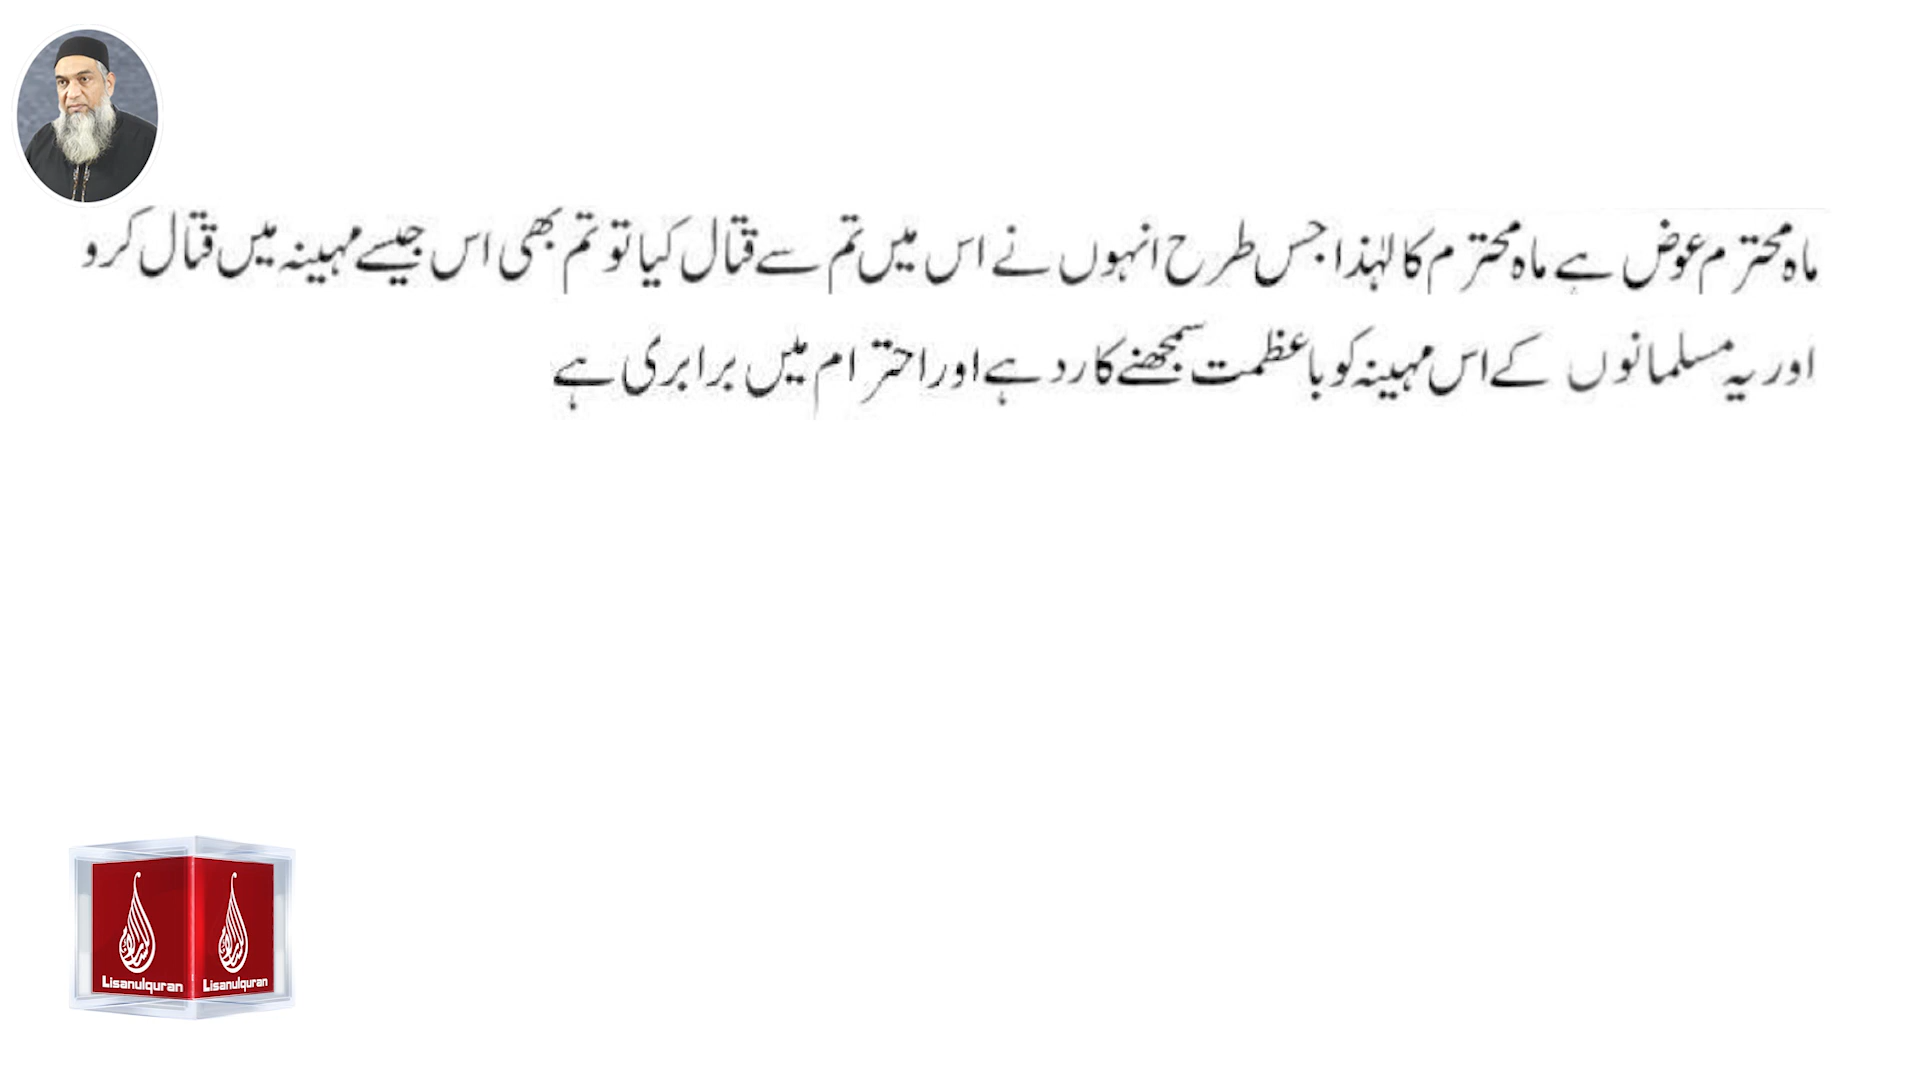 ماہ محترم عوض ہے ماہ محترم کا لہٰذا جس طرح انہوں نے اس میں تم سے قتال کیا تو تم بھی اس جیسے مہینہ میں قتال کرو
اور یہ مسلمانوں کے اس مہینہ کو باعظمت سمجھنے کا رد ہے اور احترام میں برابری ہے
Lisanulquran Lisanulquran